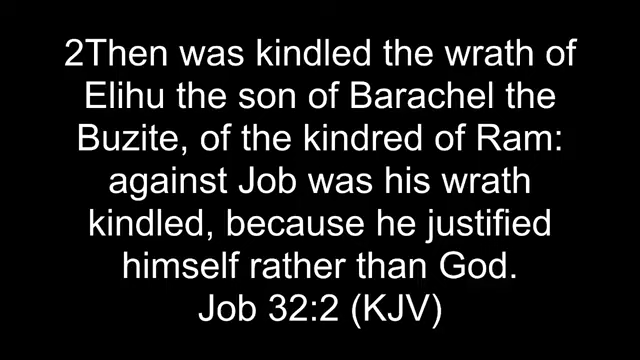 2Then was kindled the wrath of
Elihu the son of Barachel the
Buzite, of the kindred of Ram:
against Job was his wrath
kindled, because he justified
himself rather than God.
Job 32:2 (KJV)